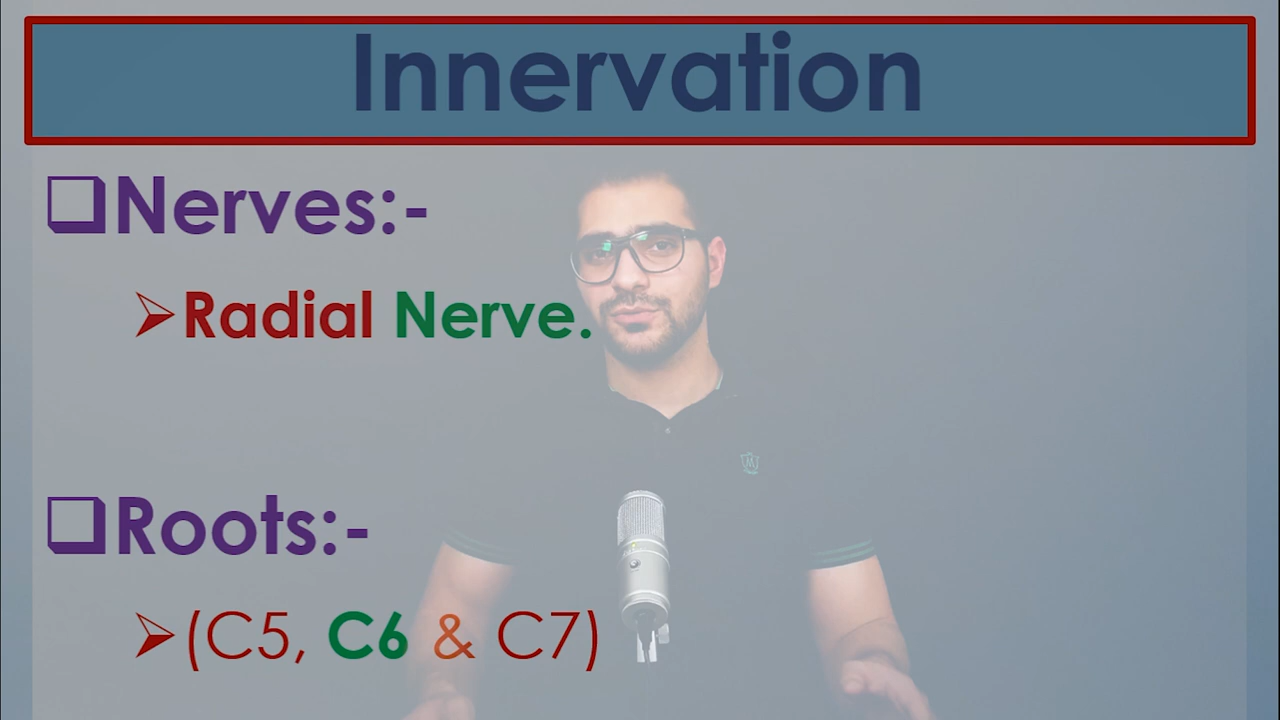 Innervation
❑Nerves:-
➢Radial Nerve.
❑Roots:-
➢(C5, C6 & C7)